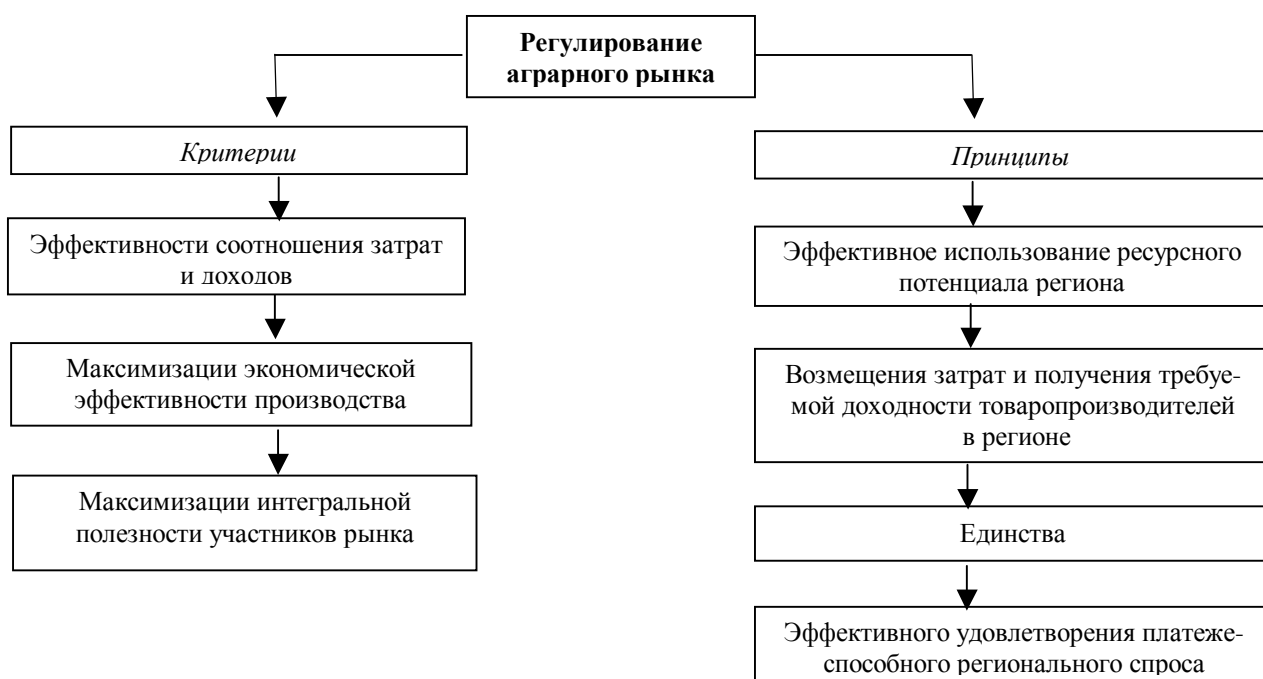 Регулирование
аграрного рынка
Критерии
Эффективности соотношения затрат
и доходов
Максимизации экономической
эффективности производства
Максимизации интегральной
полезности участников рынка
Принципы
Эффективное использование ресурсного
потенциала региона
Возмещения затрат и получения требуе-
мой доходности товаропроизводителей
в регионе
Единства
Эффективного удовлетворения платеже-
способного регионального спроса